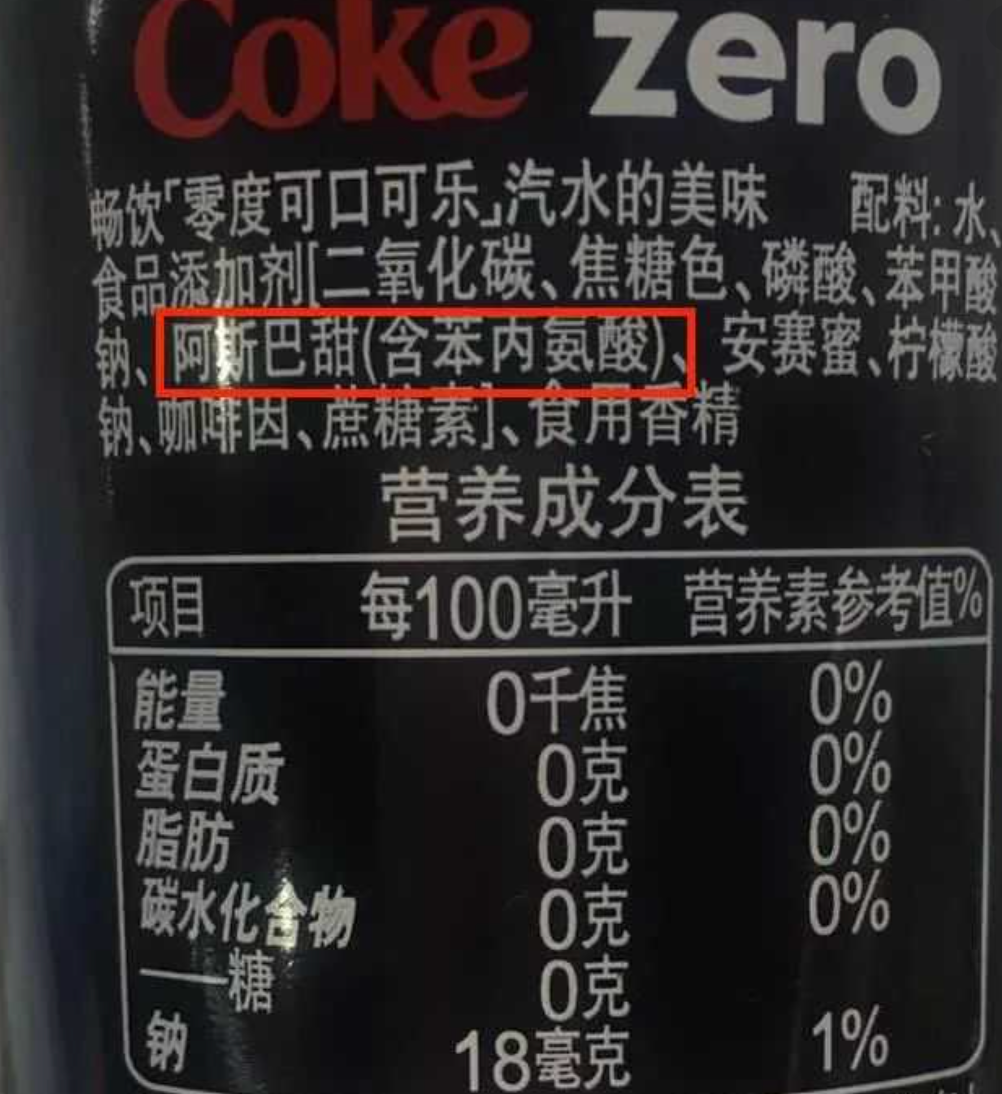 Coke zero
畅饮「零度可口可乐」汽水的美味 配料: 水、
食品添加剂[二氧化碳、焦糖色、磷酸、苯甲酸
钠、阿斯巴甜(含苯丙氨酸)、安赛蜜、柠檬酸
钠、咖啡因、蔗糖素]、食用香精
营养成分表
项目 每100毫升 营养素参考值%
能量 0千焦 0%
蛋白质 0克 0%
脂肪 0克 0%
碳水化合物 0克 0%
——糖 0克
钠 18毫克 1%